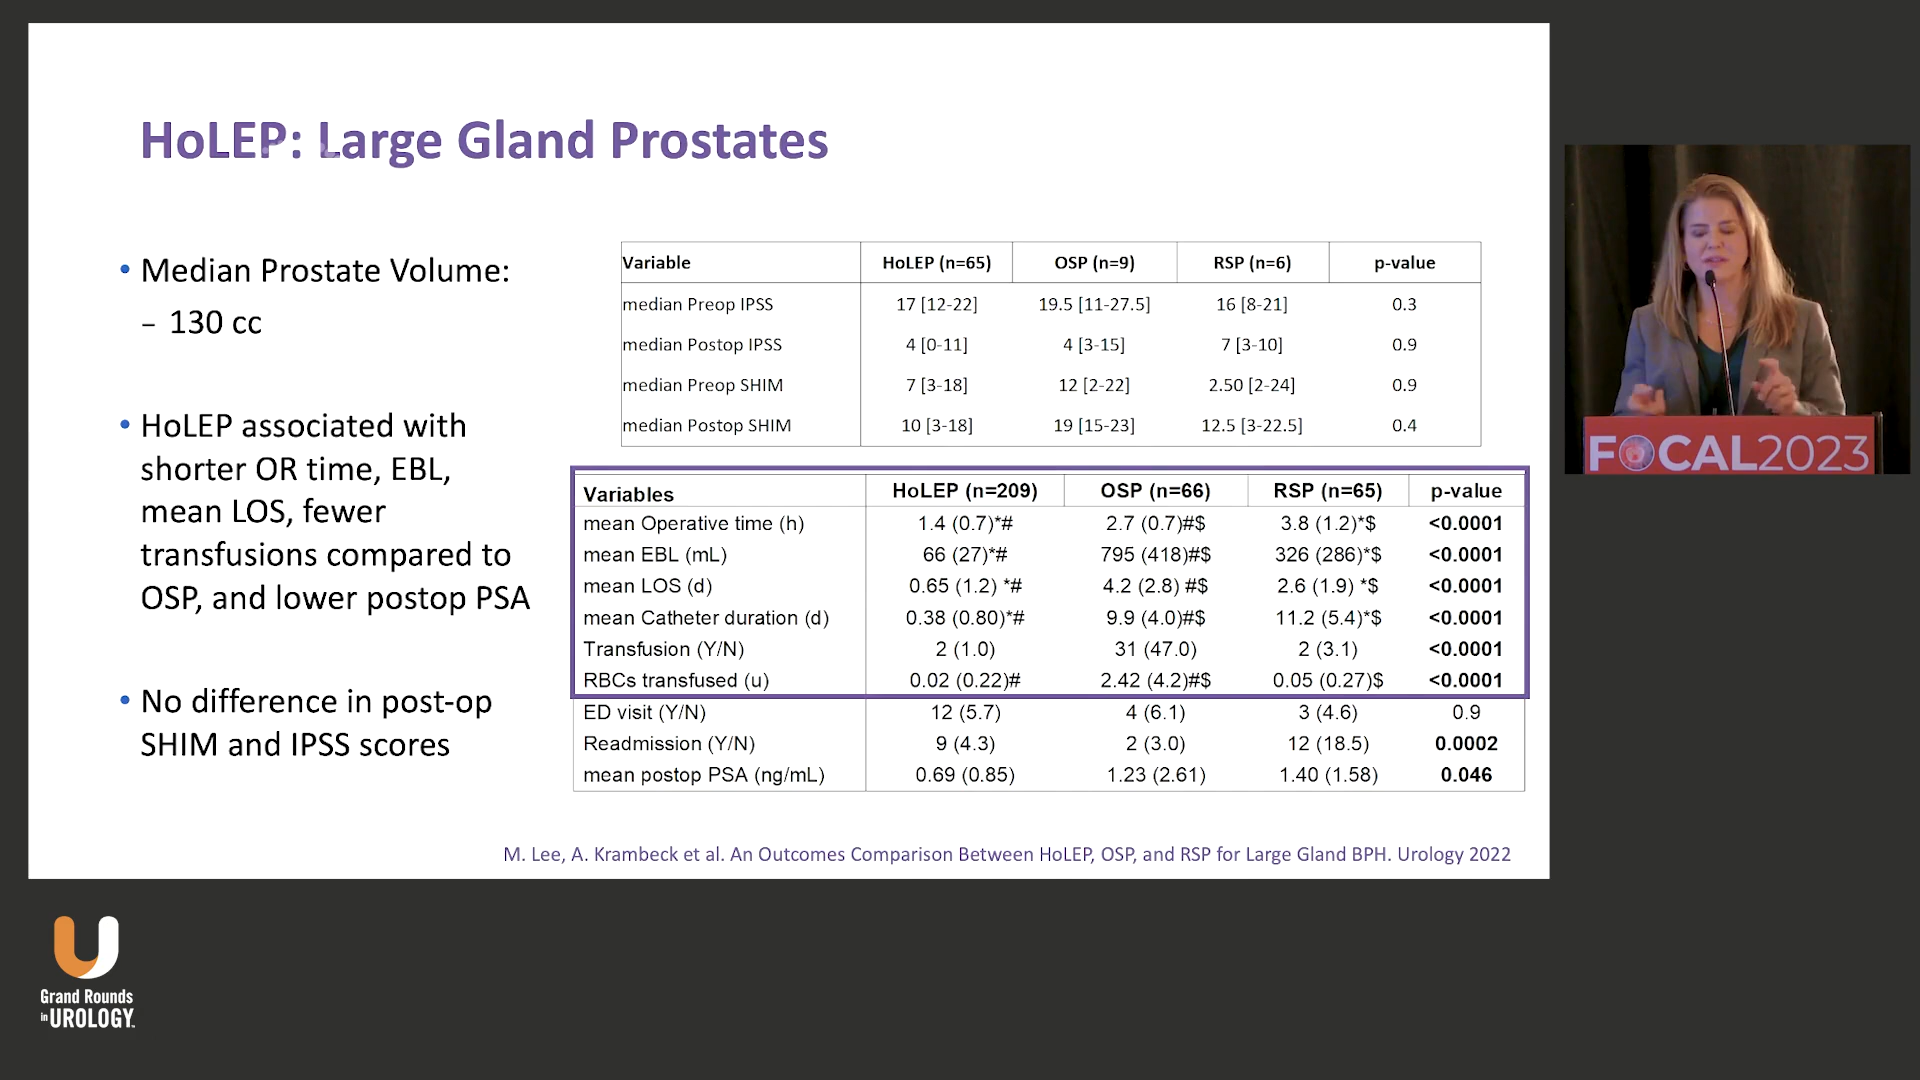 HoLEP: Large Gland Prostates
• Median Prostate Volume:
– 130 cc
• HoLEP associated with
shorter OR time, EBL,
mean LOS, fewer
transfusions compared to
OSP, and lower postop PSA
• No difference in post-op
SHIM and IPSS scores
Variable HoLEP (n=65) OSP (n=9) RSP (n=6) p-value
median Preop IPSS 17 [12-22] 19.5 [11-27.5] 16 [8-21] 0.3
median Postop IPSS 4 [0-11] 4 [3-15] 7 [3-10] 0.9
median Preop SHIM 7 [3-18] 12 [2-22] 2.50 [2-24] 0.9
median Postop SHIM 10 [3-18] 19 [15-23] 12.5 [3-22.5] 0.4
Variables HoLEP (n=209) OSP (n=66) RSP (n=65) p-value
mean Operative time (h) 1.4 (0.7)*# 2.7 (0.7)#$ 3.8 (1.2)*$ <0.0001
mean EBL (mL) 66 (27)*# 795 (418)#$ 326 (286)*$ <0.0001
mean LOS (d) 0.65 (1.2) *# 4.2 (2.8) #$ 2.6 (1.9) *$ <0.0001
mean Catheter duration (d) 0.38 (0.80)*# 9.9 (4.0)#$ 11.2 (5.4)*$ <0.0001
Transfusion (Y/N) 2 (1.0) 31 (47.0) 2 (3.1) <0.0001
RBCs transfused (u) 0.02 (0.22)# 2.42 (4.2)#$ 0.05 (0.27)$ <0.0001
ED visit (Y/N) 12 (5.7) 4 (6.1) 3 (4.6) 0.9
Readmission (Y/N) 9 (4.3) 2 (3.0) 12 (18.5) 0.0002
mean postop PSA (ng/mL) 0.69 (0.85) 1.23 (2.61) 1.40 (1.58) 0.046
M. Lee, A. Krambeck et al. An Outcomes Comparison Between HoLEP, OSP, and RSP for Large Gland BPH. Urology 2022
FOCAL2023
Grand Rounds
in UROLOGY